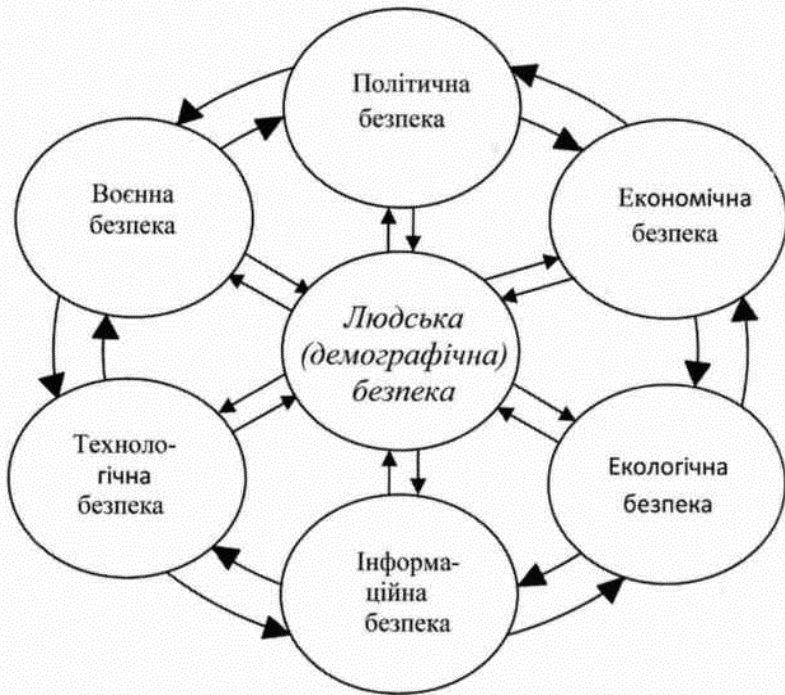 Політична
безпека
Воєнна
безпека
Економічна
безпека
Людська
(демографічна)
безпека
Техноло-
гічна
безпека
Екологічна
безпека
Інформа-
ційна
безпека